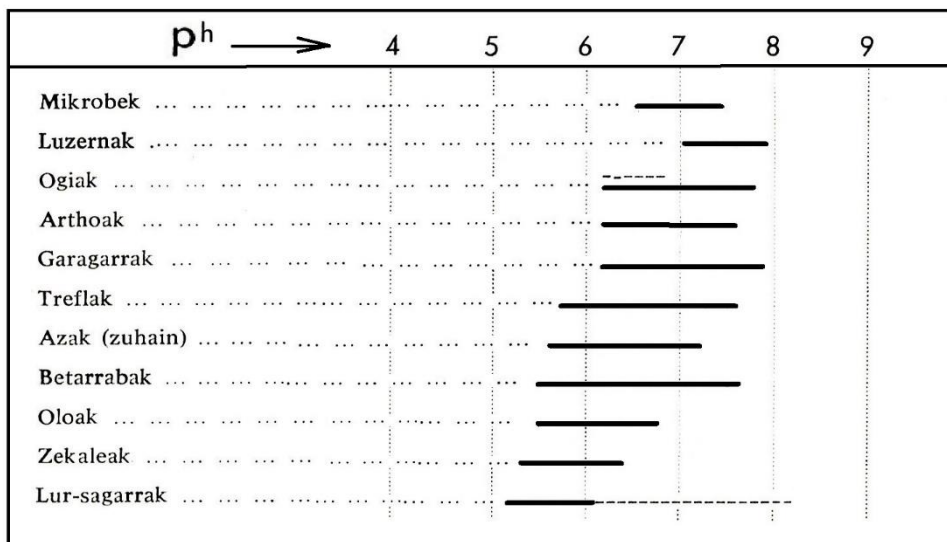 ph → 4 5 6 7 8 9
Mikrobek ... ... ... ... ... ... ... ... ... ... ... ... ...
Luzernak .... ... ... ... ... ... ... ... ... ... ... ... ... ...
Ogiak ... ... ... ... ... ... ... ... ... ... ... ... ...
Arthoak ... ... ... ... ... ... ... ... ... ... ... ...
Garagarrak ... ... ... ... ... ... ... ... ... ... ...
Treflak ... ... ... ... ... ... ... ... ... ... ...
Azak (zuhain) ... ... ... ... ... ... ... ... ...
Betarrabak ... ... ... ... ... ... ... ... ... ...
Oloak ... ... ... ... ... ... ... ... ... ... ...
Zekaleak ... ... ... ... ... ... ... ... ... ...
Lur-sagarrak ... ... ... ... ... ... ... ... ...